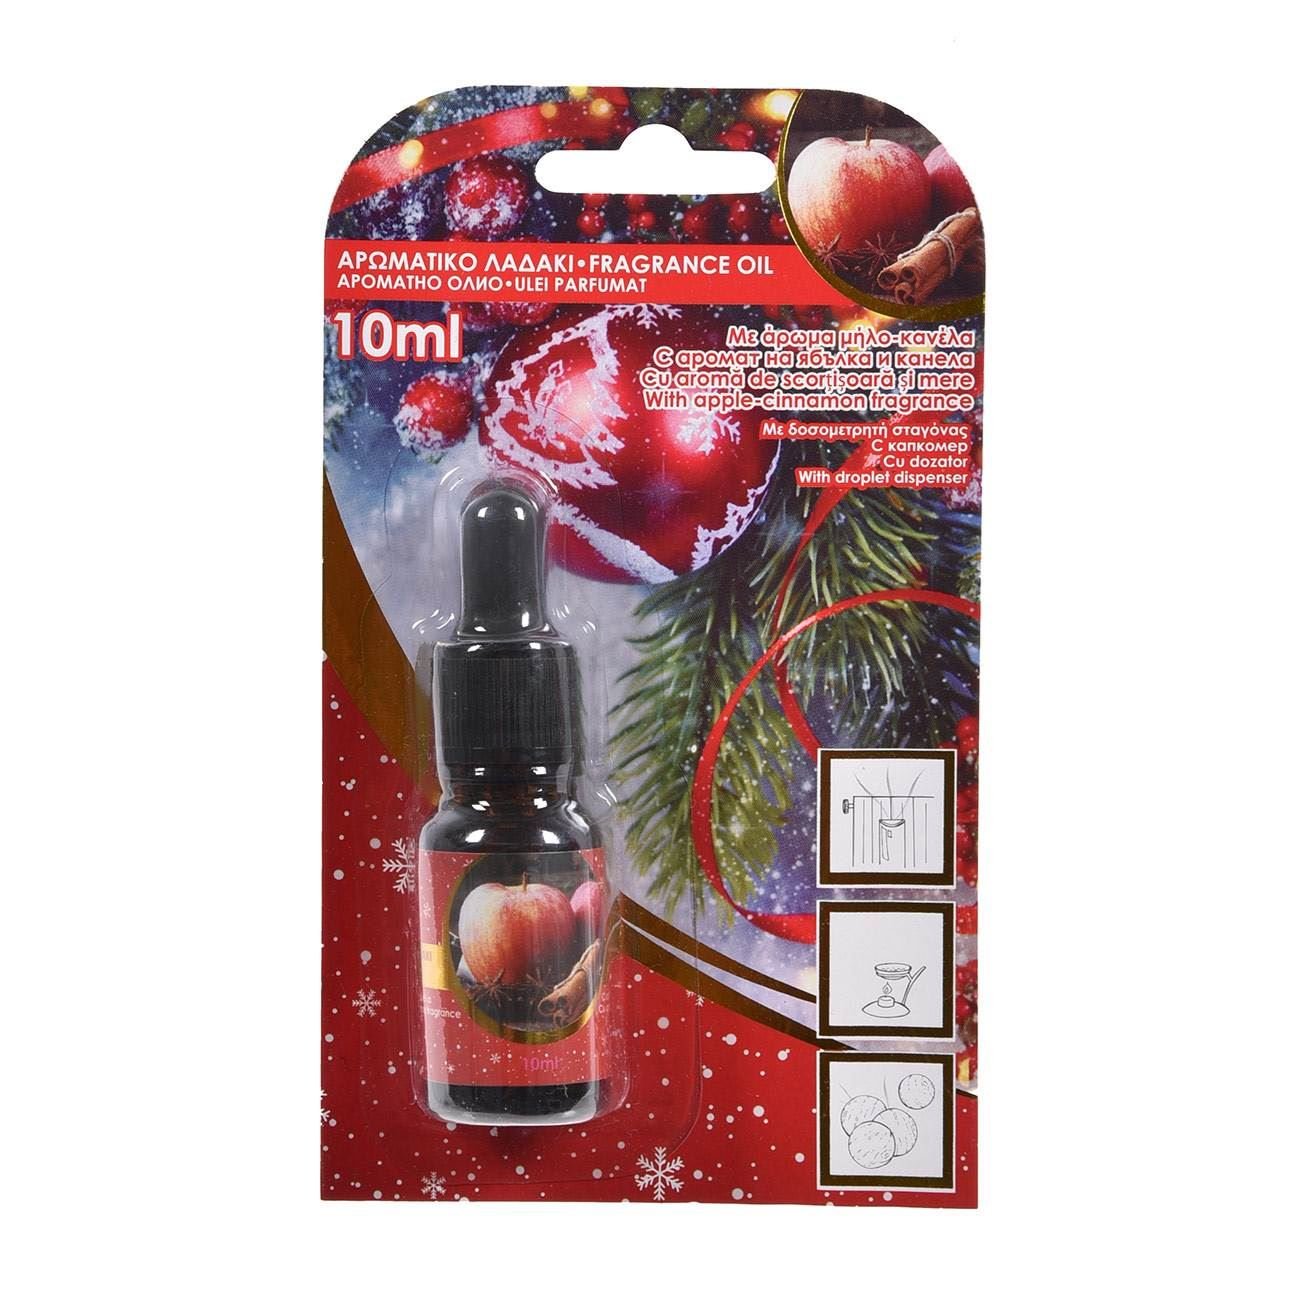 ΑΡΩΜΑΤΙΚΟ ΛΑΔΑΚΙ•FRAGRANCE OIL
АРОМАТНО ОЛИО•ULEI PARFUMAT
10ml
Με άρωμα μήλο-κανέλα
С аромат на ябълка и канела
Cu aromă de scorțișoară și mere
With apple-cinnamon fragrance
Με δοσομετρητή σταγόνας
С капкомер
Cu dozator
With droplet dispenser
fragrance
10ml